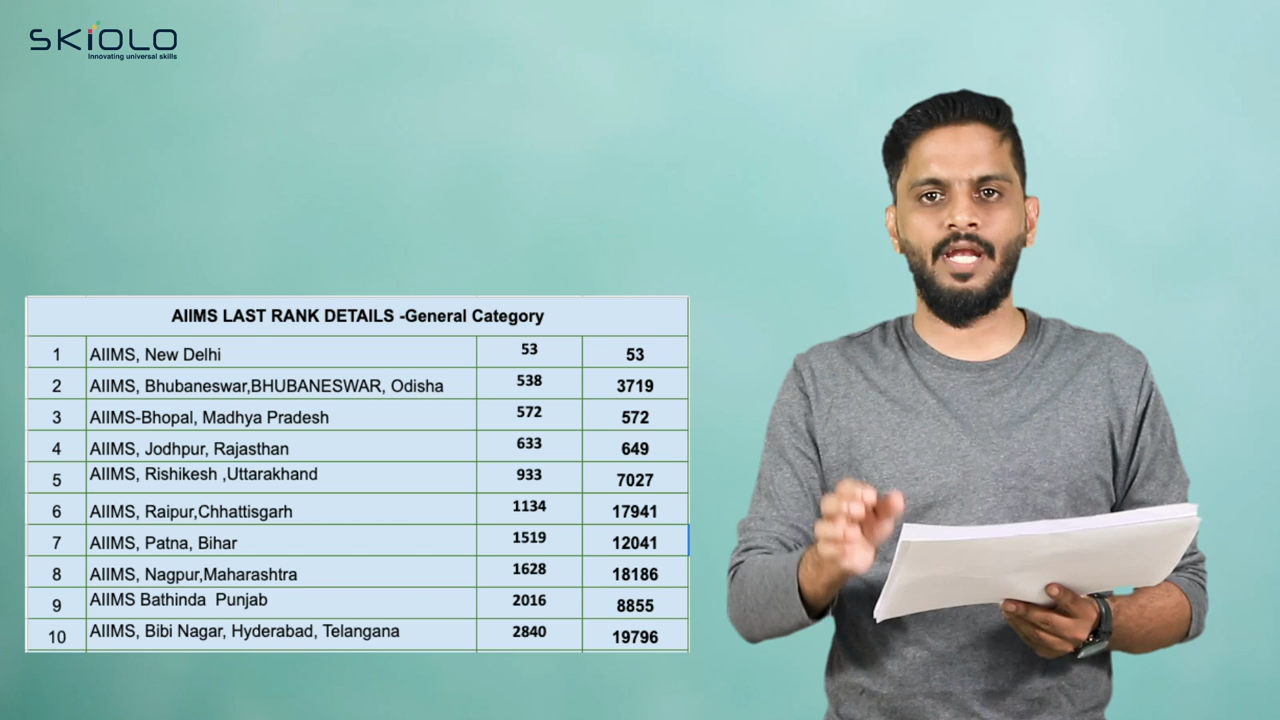 SKiOLO
Innovating universal skills
AIIMS LAST RANK DETAILS -General Category
1 AIIMS, New Delhi 53 53
2 AIIMS, Bhubaneswar,BHUBANESWAR, Odisha 538 3719
3 AIIMS-Bhopal, Madhya Pradesh 572 572
4 AIIMS, Jodhpur, Rajasthan 633 649
5 AIIMS, Rishikesh ,Uttarakhand 933 7027
6 AIIMS, Raipur,Chhattisgarh 1134 17941
7 AIIMS, Patna, Bihar 1519 12041
8 AIIMS, Nagpur,Maharashtra 1628 18186
9 AIIMS Bathinda Punjab 2016 8855
10 AIIMS, Bibi Nagar, Hyderabad, Telangana 2840 19796